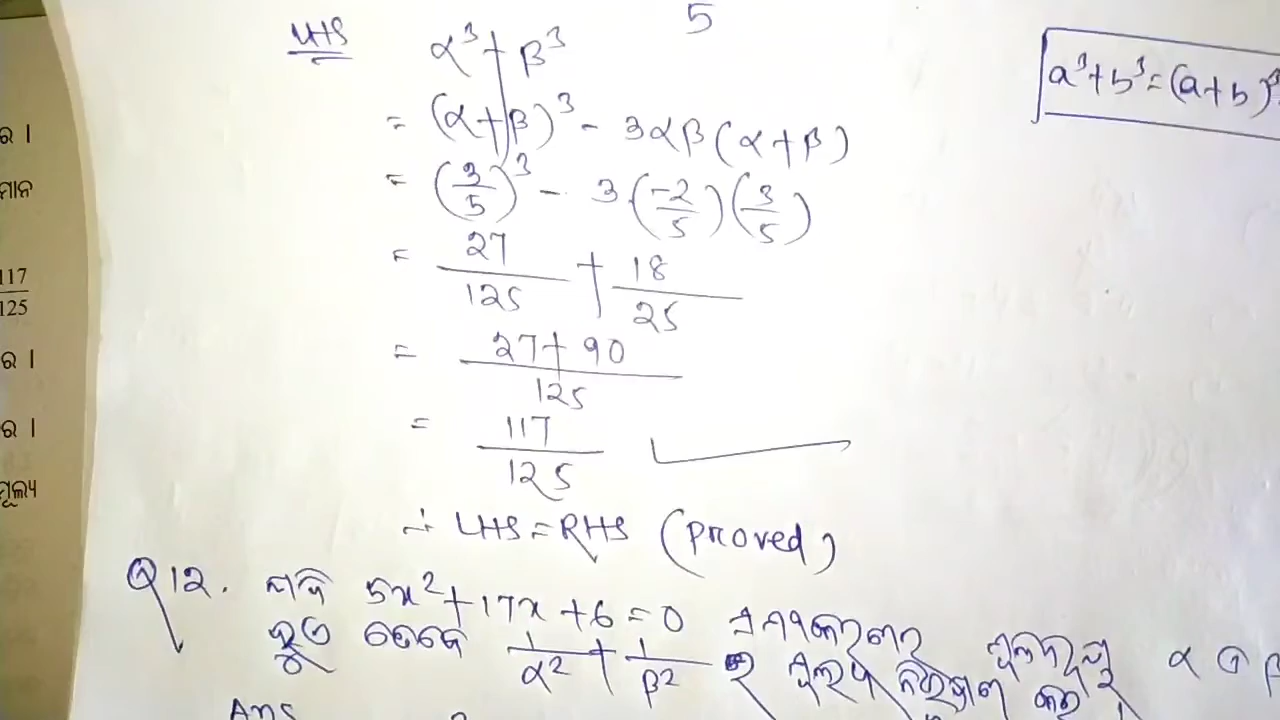 5
LHS α³ + β³
a³+b³=(a+b)³
= (α+β)³ - 3αβ(α+β)
= (3/5)³ - 3.(-2/5)(3/5)
= 27/125 + 18/25
= 27+90/125
= 117/125
∴ LHS = RHS (proved)
Q12. ଯଦି 5x²+17x+6=0 ସମୀକରଣର ମୂଳଦ୍ୱୟ α ଓ β
ହୁଏ ତେବେ 1/α² + 1/β² ର ମୂଲ୍ୟ ନିର୍ଣ୍ଣୟ କର
Ans
ର ।
ମାନ
117
125
ର ।
ର ।
ମୂଲ୍ୟ